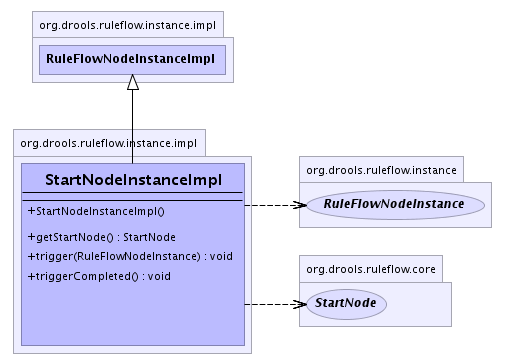 org.drools.ruleflow.instance.impl
RuleFlowNodeInstanceImpl
org.drools.ruleflow.instance.impl
StartNodeInstanceImpl
+StartNodeInstanceImpl()
+getStartNode() : StartNode
+trigger(RuleFlowNodeInstance) : void
+triggerCompleted() : void
org.drools.ruleflow.instance
RuleFlowNodeInstance
org.drools.ruleflow.core
StartNode